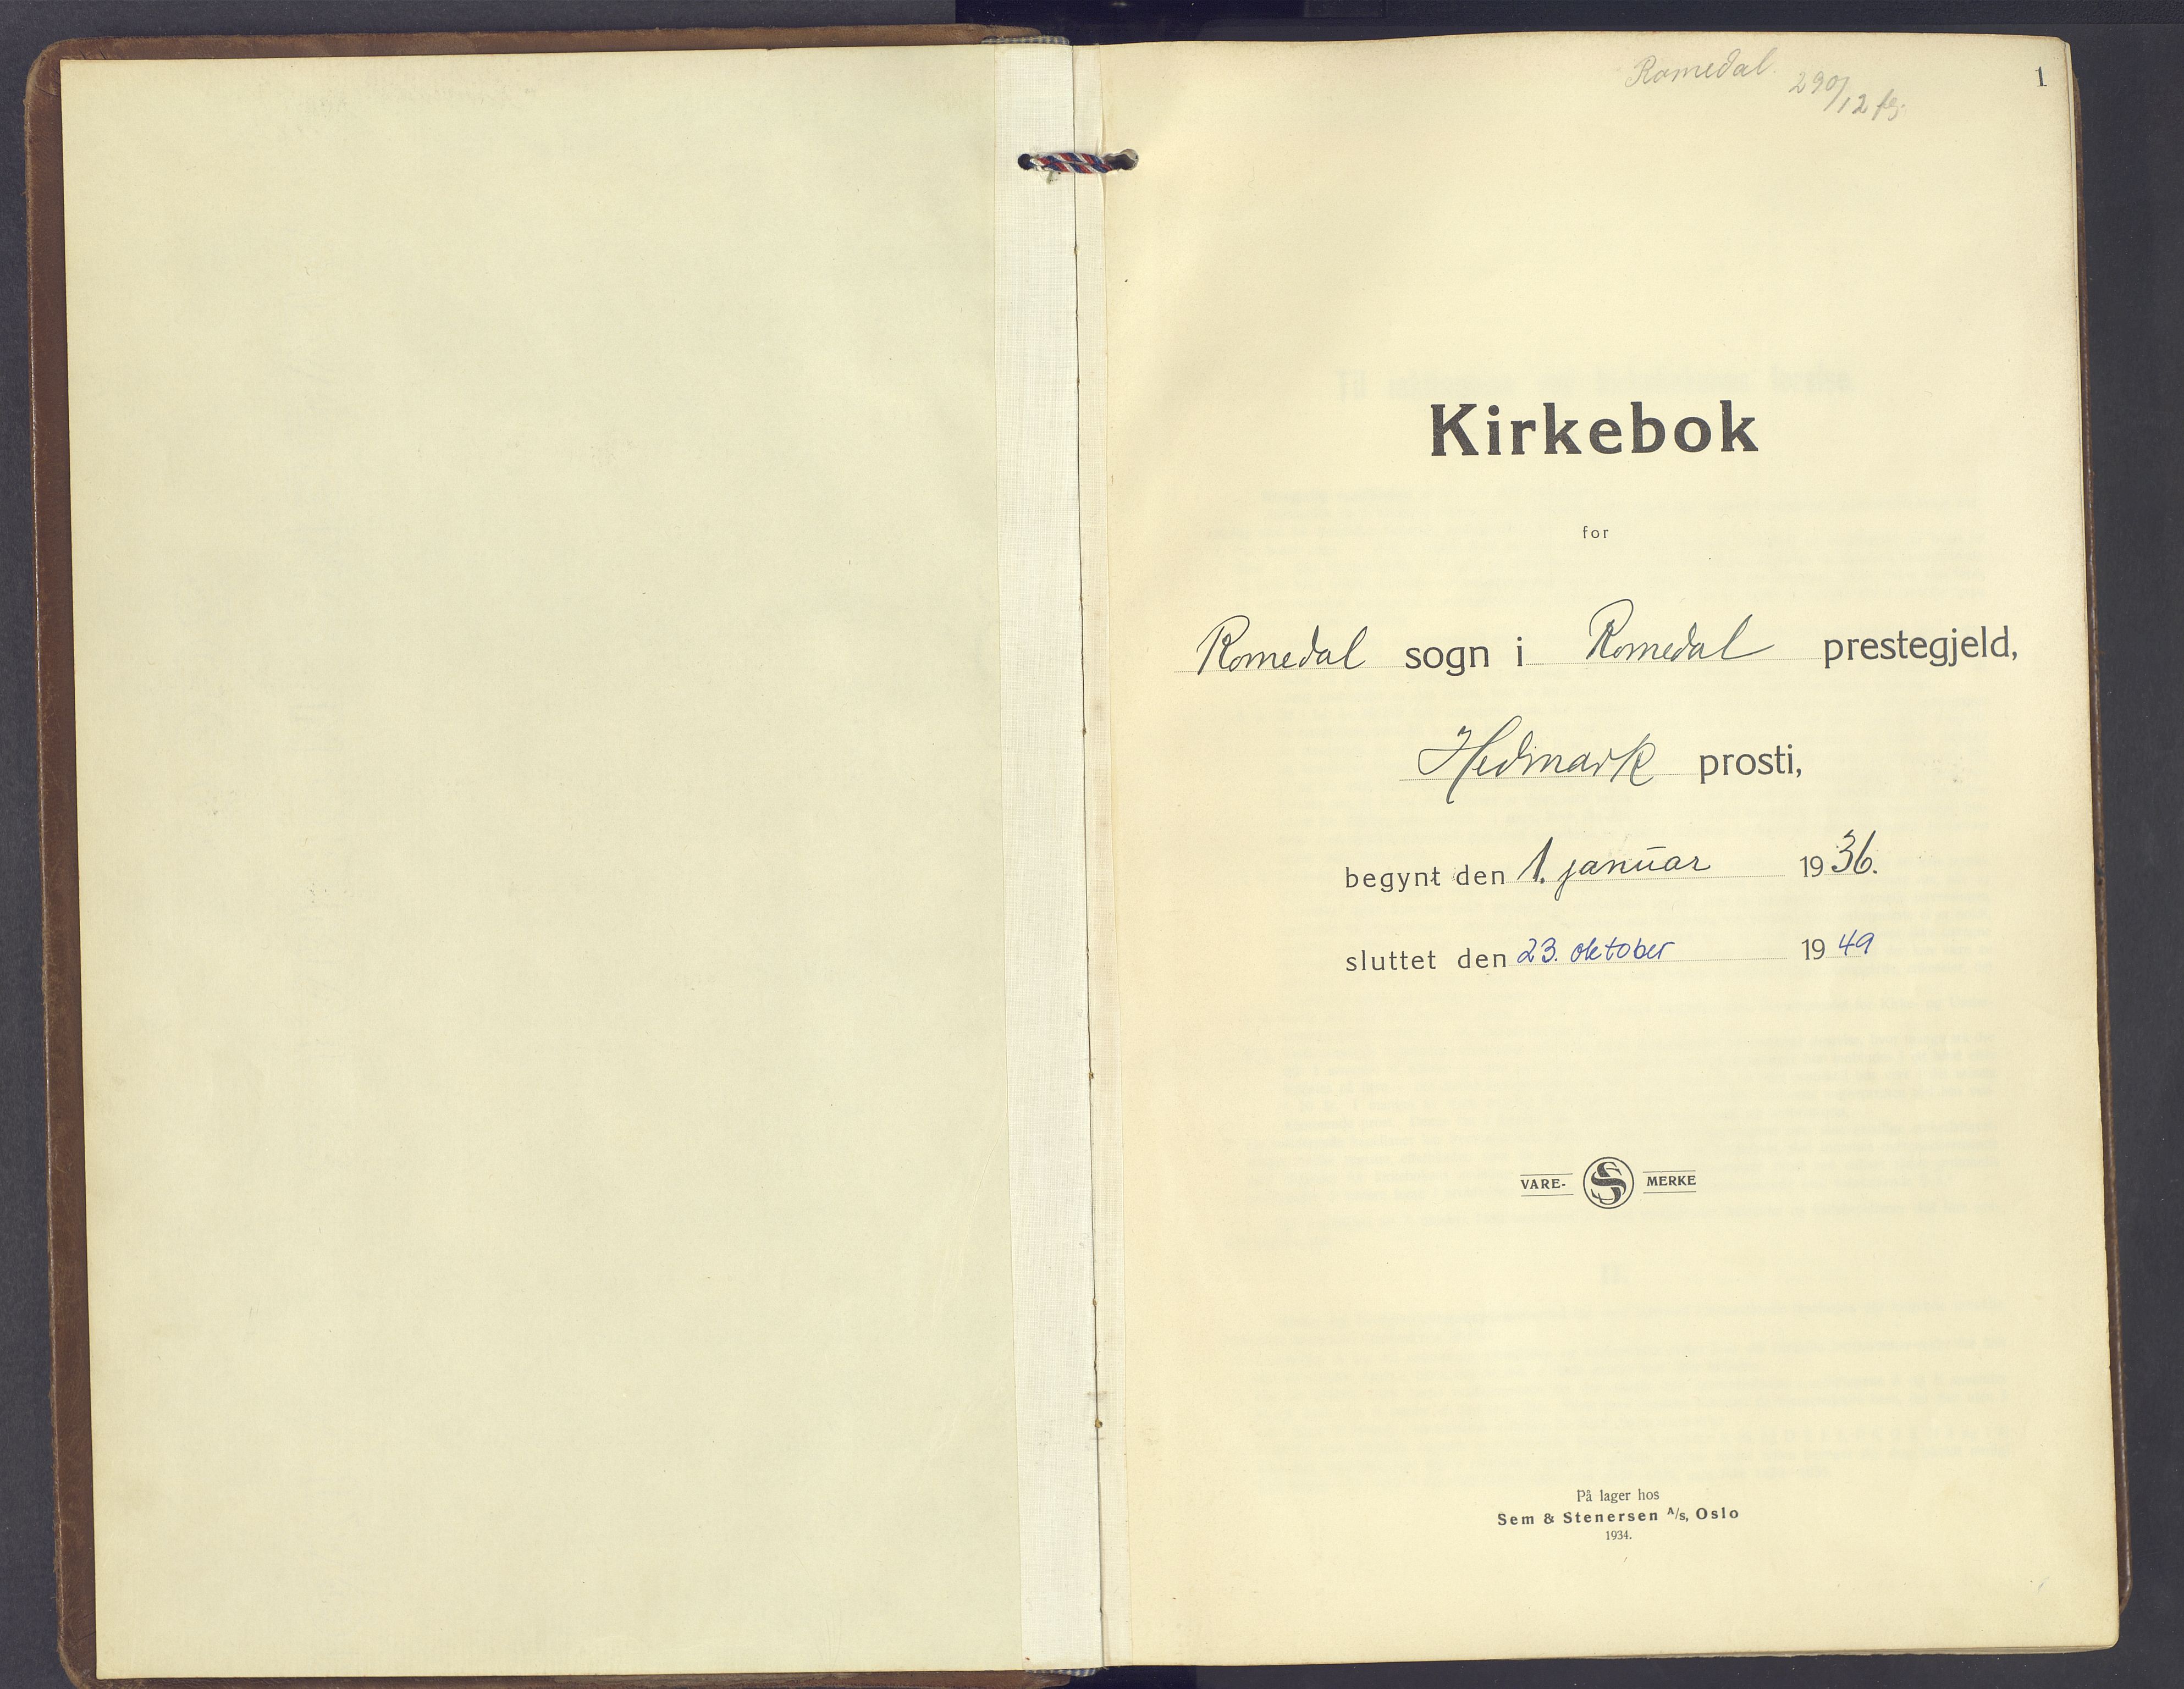 Romedal 290/12
1
Kirkebok
for
Romedal sogn i Romedal prestegjeld,
Hedmark prosti,
begynt den 1. januar 1936.
sluttet den 23. oktober 1949
VARE- S MERKE
På lager hos
Sem & Stenersen A/s, Oslo
1934.